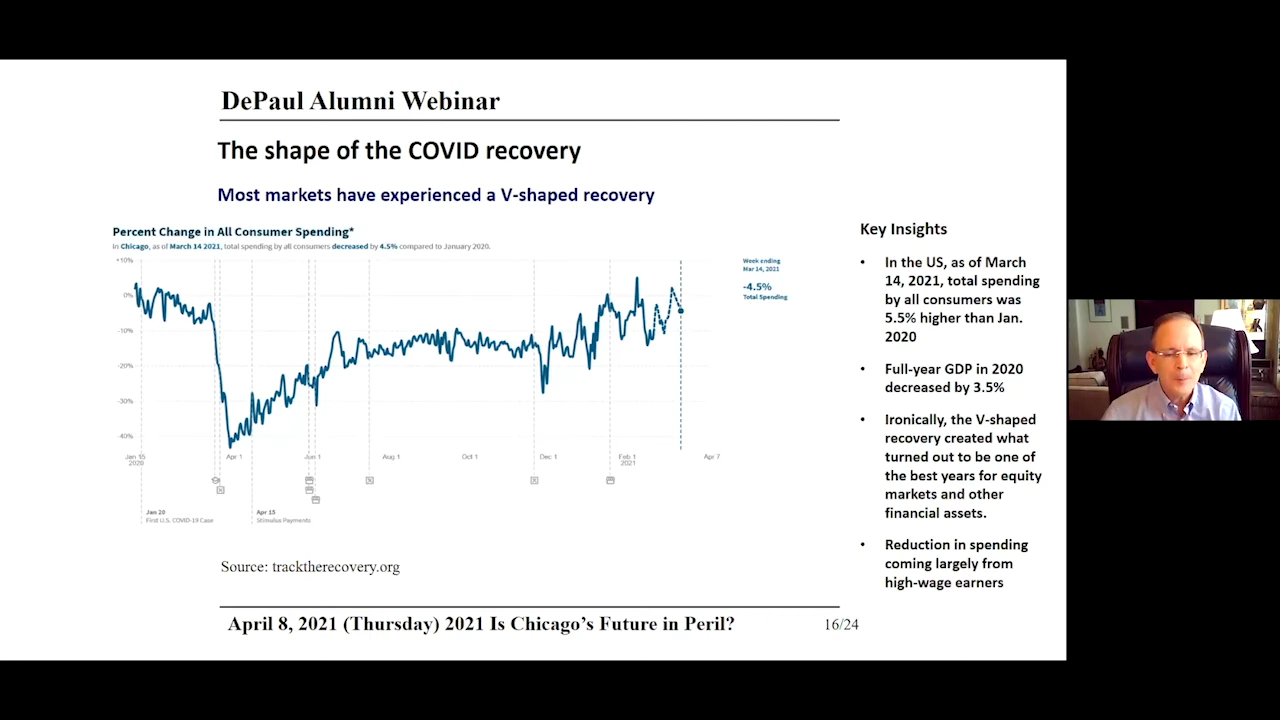 DePaul Alumni Webinar
The shape of the COVID recovery
Most markets have experienced a V-shaped recovery
Percent Change in All Consumer Spending*
In Chicago, as of March 14 2021, total spending by all consumers decreased by 4.5% compared to January 2020.
+10%
0%
-10%
-20%
-30%
-40%
Week ending
Mar 14, 2021
-4.5%
Total Spending
Jan 15
2020
Apr 1
Jun 1
Aug 1
Oct 1
Dec 1
Feb 1
2021
Apr 7
Jan 20
First U.S. COVID-19 Case
Apr 15
Stimulus Payments
Source: tracktherecovery.org
Key Insights
• In the US, as of March
14, 2021, total spending
by all consumers was
5.5% higher than Jan.
2020
• Full-year GDP in 2020
decreased by 3.5%
• Ironically, the V-shaped
recovery created what
turned out to be one of
the best years for equity
markets and other
financial assets.
• Reduction in spending
coming largely from
high-wage earners
April 8, 2021 (Thursday) 2021 Is Chicago's Future in Peril?
16/24